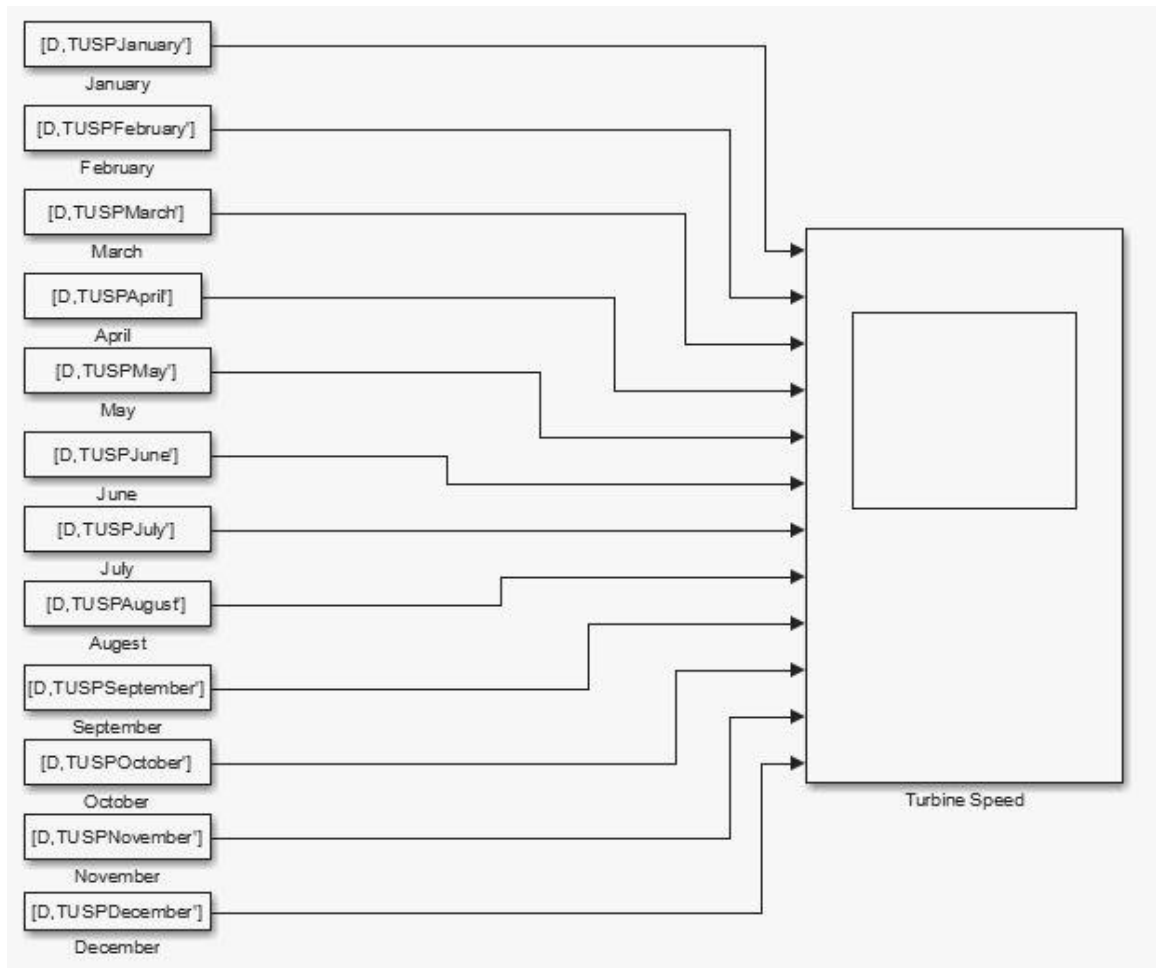 [D,TUSPJanuary']
January
[D,TUSPFebruary']
February
[D,TUSPMarch']
March
[D,TUSPApril']
April
[D,TUSPMay']
May
[D,TUSPJune']
June
[D,TUSPJuly']
July
[D,TUSPAugust']
Augest
[D,TUSPSeptember']
September
[D,TUSPOctober']
October
[D,TUSPNovember']
November
[D,TUSPDecember']
December
Turbine Speed